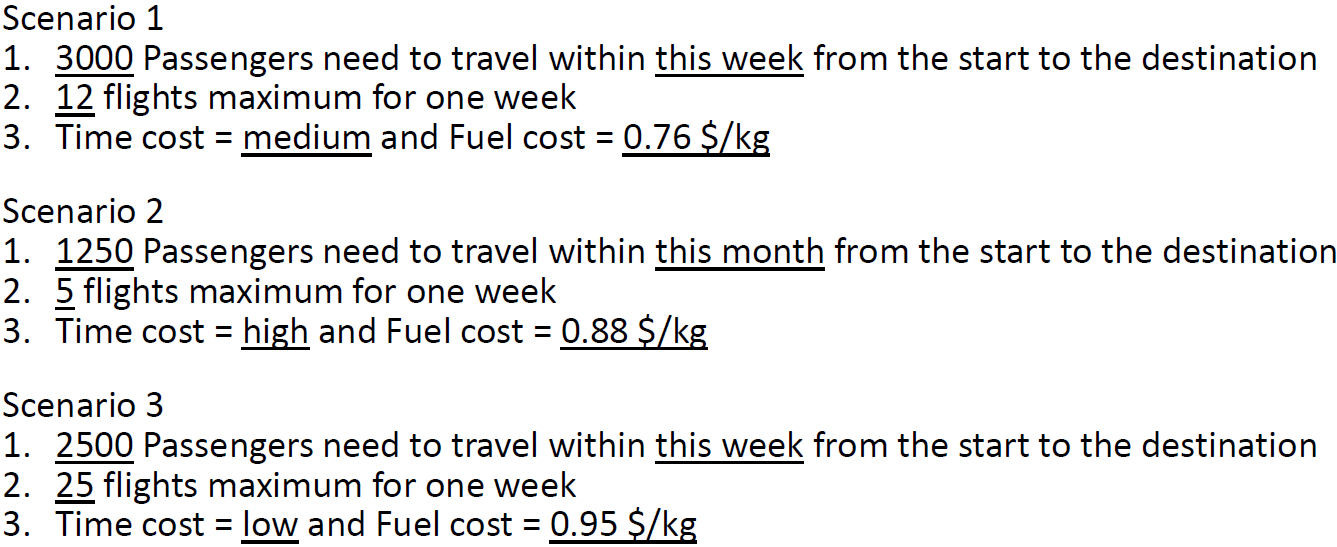 Scenario 1
1. 3000 Passengers need to travel within this week from the start to the destination
2. 12 flights maximum for one week
3. Time cost = medium and Fuel cost = 0.76 $/kg
Scenario 2
1. 1250 Passengers need to travel within this month from the start to the destination
2. 5 flights maximum for one week
3. Time cost = high and Fuel cost = 0.88 $/kg
Scenario 3
1. 2500 Passengers need to travel within this week from the start to the destination
2. 25 flights maximum for one week
3. Time cost = low and Fuel cost = 0.95 $/kg